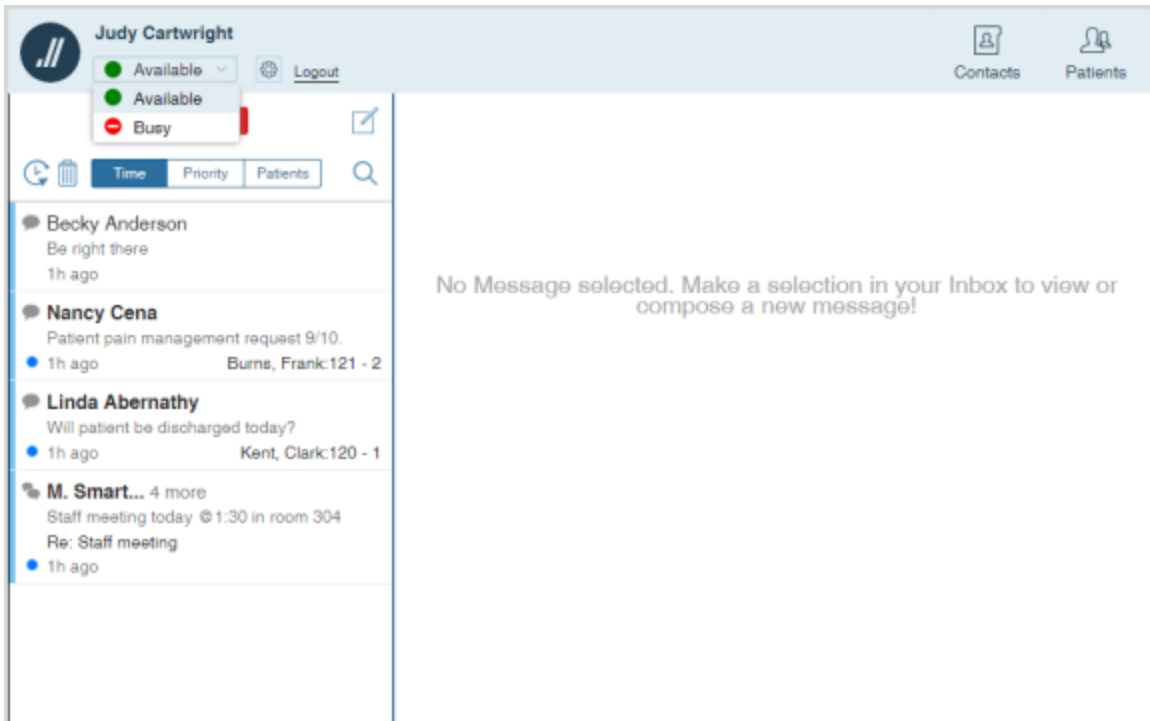 Judy Cartwright
Available
Logout
Contacts
Patients
Available
Busy
Time
Priority
Patients
Becky Anderson
Be right there
1h ago
Nancy Cena
Patient pain management request 9/10.
1h ago Burns, Frank:121 - 2
Linda Abernathy
Will patient be discharged today?
1h ago Kent, Clark:120 - 1
M. Smart... 4 more
Staff meeting today @1:30 in room 304
Re: Staff meeting
1h ago
No Message selected. Make a selection in your Inbox to view or
compose a new message!